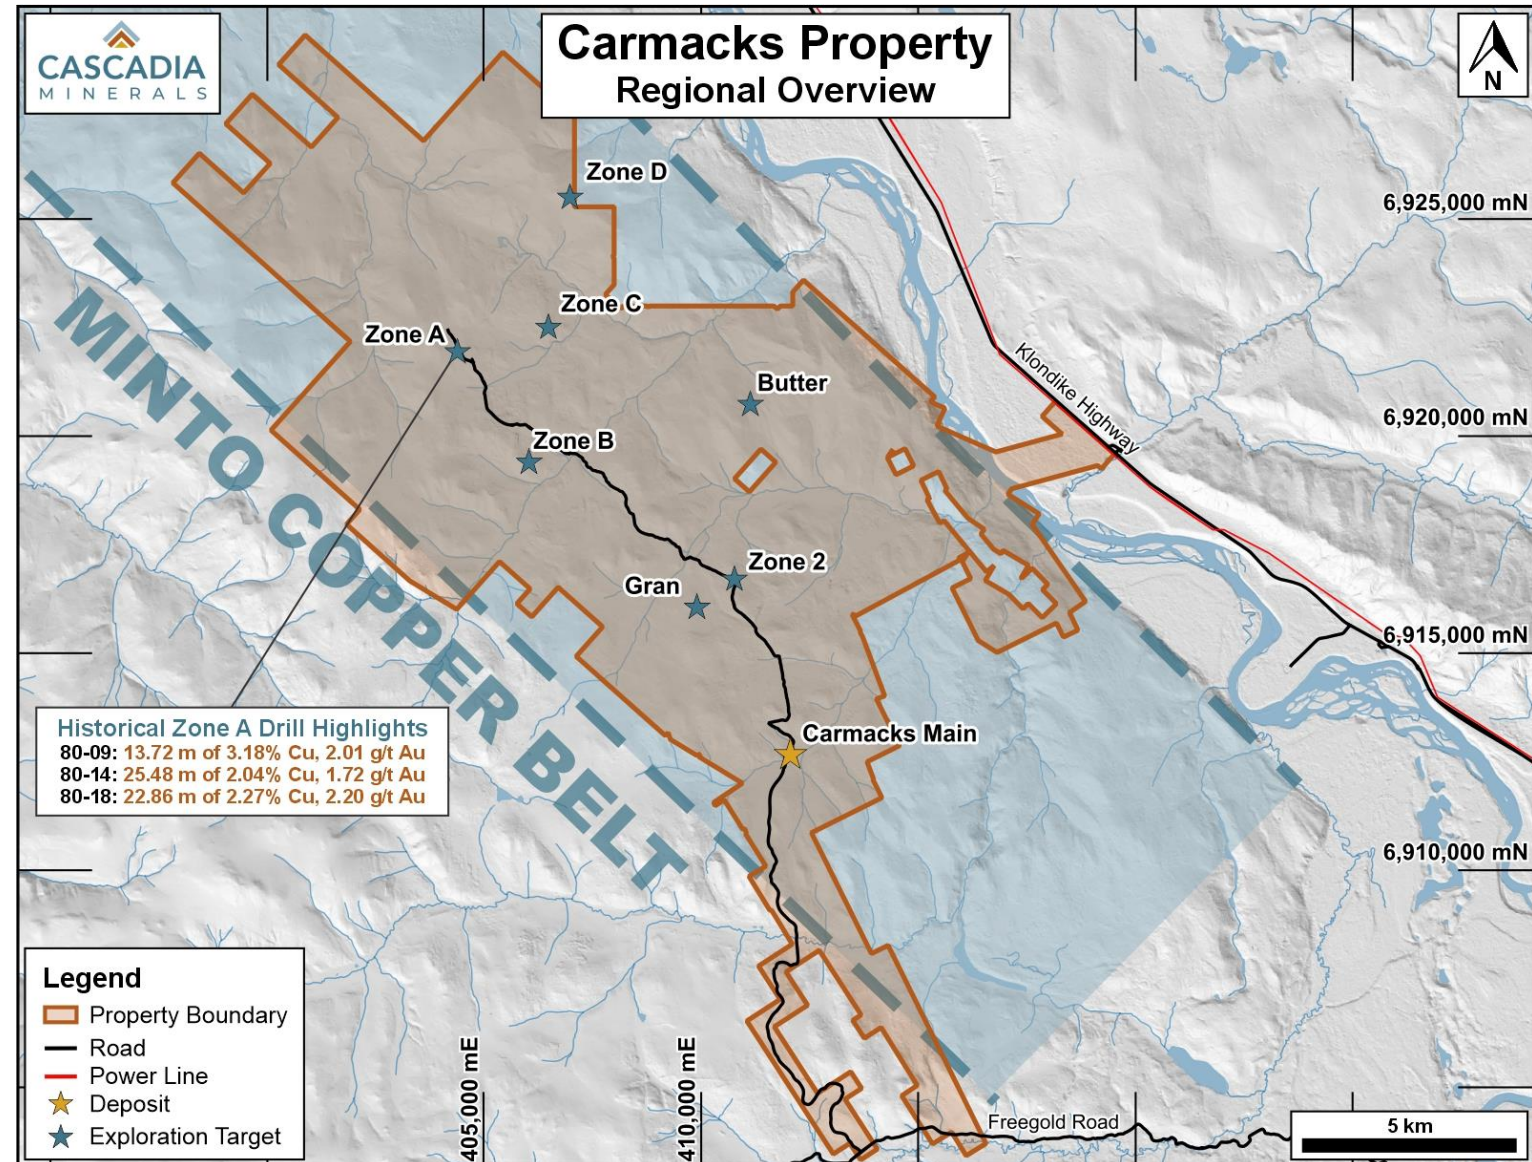 CASCADIA
MINERALS
Carmacks Property
Regional Overview
N
Zone D
6,925,000 mN
Zone C
Zone A
Klondike Highway
Butter
6,920,000 mN
Zone B
MINTO COPPER BELT
Zone 2
Gran
6,915,000 mN
Historical Zone A Drill Highlights
80-09: 13.72 m of 3.18% Cu, 2.01 g/t Au
80-14: 25.48 m of 2.04% Cu, 1.72 g/t Au
80-18: 22.86 m of 2.27% Cu, 2.20 g/t Au
Carmacks Main
6,910,000 mN
Legend
Property Boundary
Road
Power Line
Deposit
Exploration Target
405,000 mE
410,000 mE
Freegold Road
5 km